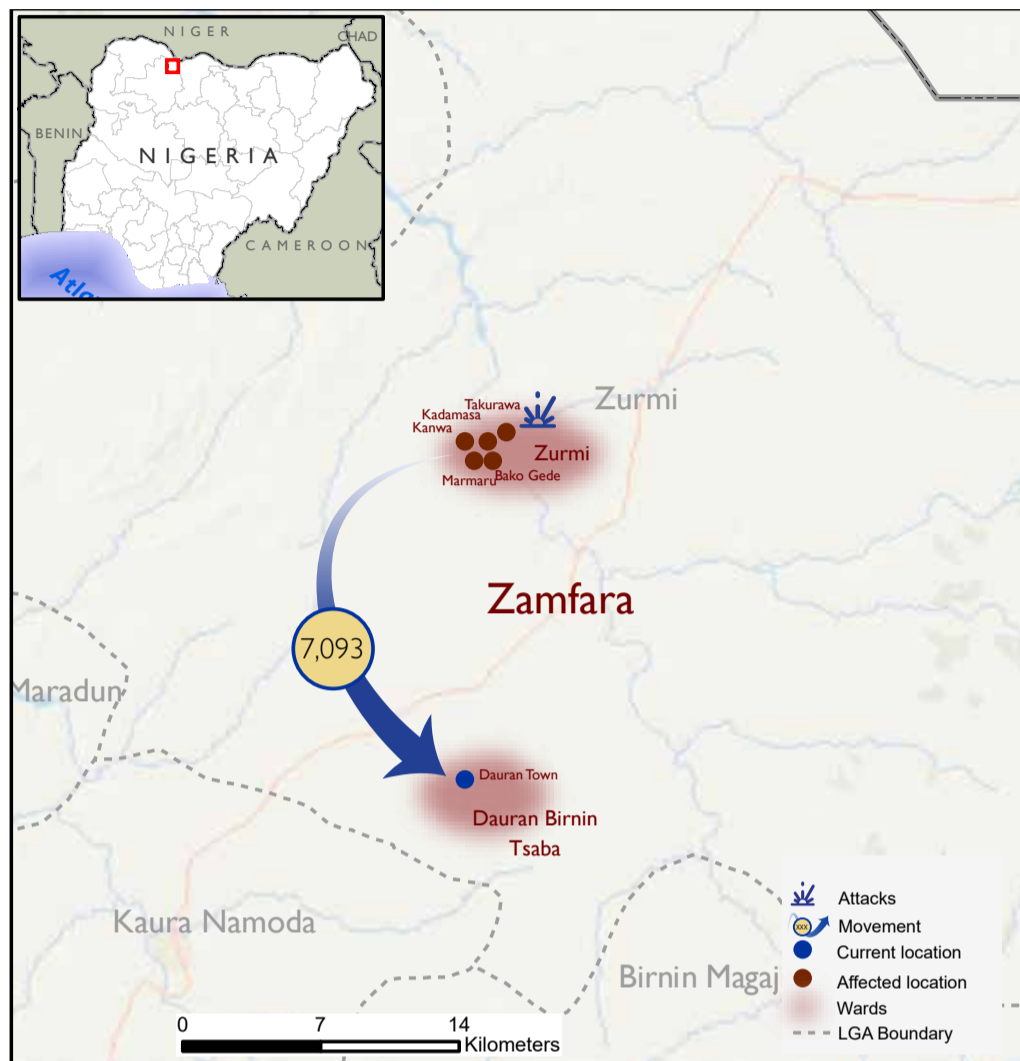 NIGER
CHAD
BENIN
NIGERIA
CAMEROON
Atl
Takurawa
Kadamasa
Kanwa
Zurmi
Zurmi
Marmaru
Bako Gede
Zamfara
7,093
Maradun
Dauran Town
Dauran Birnin
Tsaba
Kaura Namoda
Birnin Magaj
Attacks
xxx
Movement
Current location
Affected location
Wards
LGA Boundary
0 7 14
Kilometers